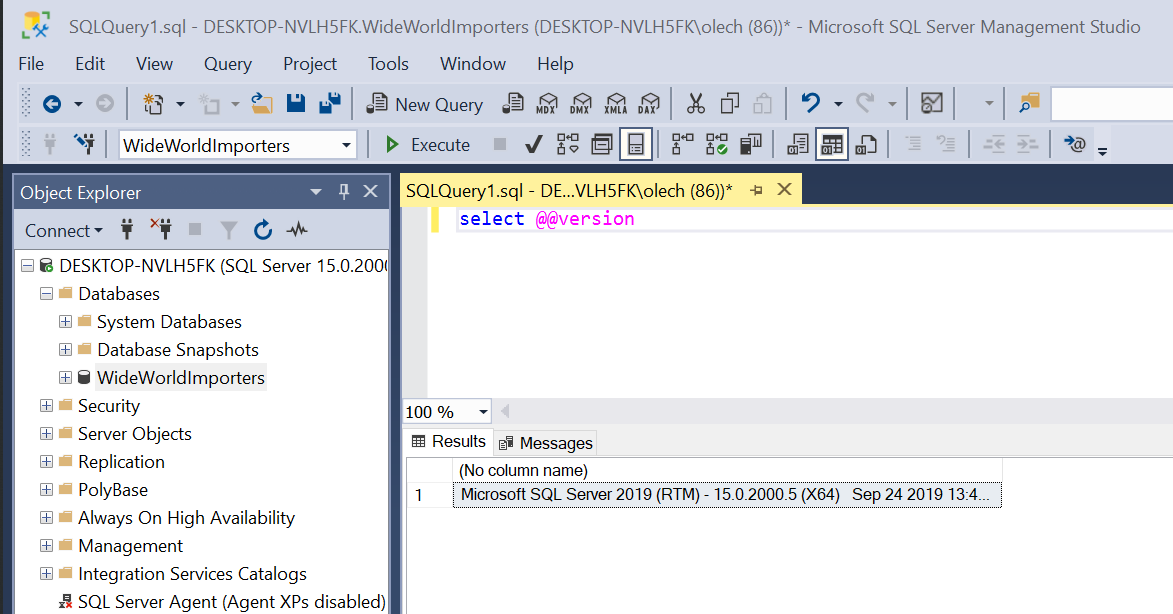 SQLQuery1.sql - DESKTOP-NVLH5FK.WideWorldImporters (DESKTOP-NVLH5FK\olech (86))* - Microsoft SQL Server Management Studio
File Edit View Query Project Tools Window Help
New Query MDX DMX XMLA DAX
WideWorldImporters Execute
Object Explorer
SQLQuery1.sql - DE...VLH5FK\olech (86))*
Connect
select @@version
DESKTOP-NVLH5FK (SQL Server 15.0.2000
Databases
System Databases
Database Snapshots
WideWorldImporters
Security
Server Objects
Replication
PolyBase
Always On High Availability
Management
Integration Services Catalogs
SQL Server Agent (Agent XPs disabled)
100 %
Results Messages
(No column name)
1 Microsoft SQL Server 2019 (RTM) - 15.0.2000.5 (X64) Sep 24 2019 13:4...